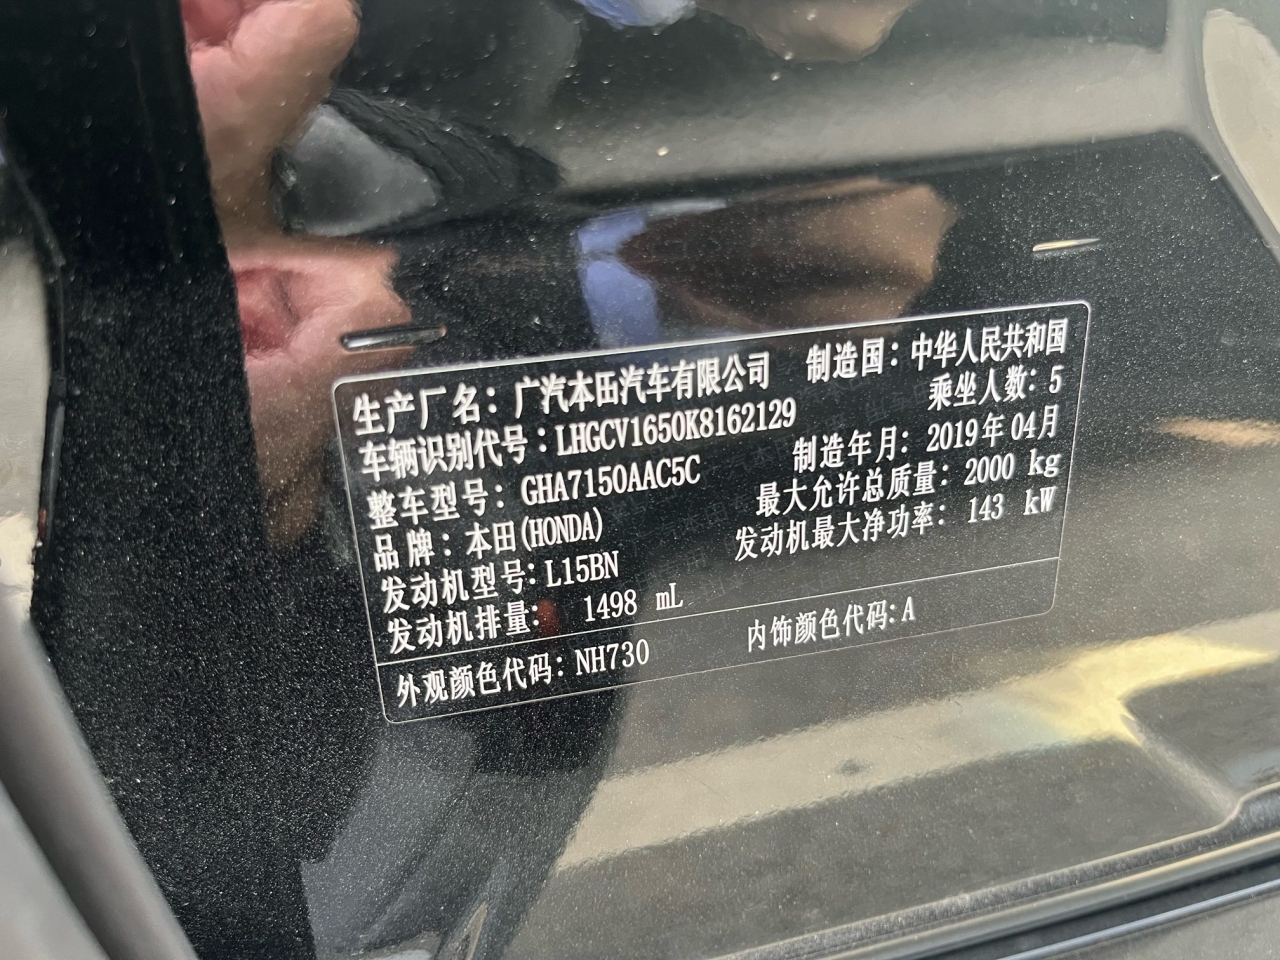 生产厂名：广汽本田汽车有限公司 制造国：中华人民共和国
车辆识别代号：LHGCV1650K8162129 乘坐人数：5
整车型号：GHA7150AAC5C 制造年月：2019年04月
品牌：本田(HONDA) 最大允许总质量：2000 kg
发动机型号：L15BN 发动机最大净功率：143 kW
发动机排量： 1498 mL
外观颜色代码：NH730 内饰颜色代码：A